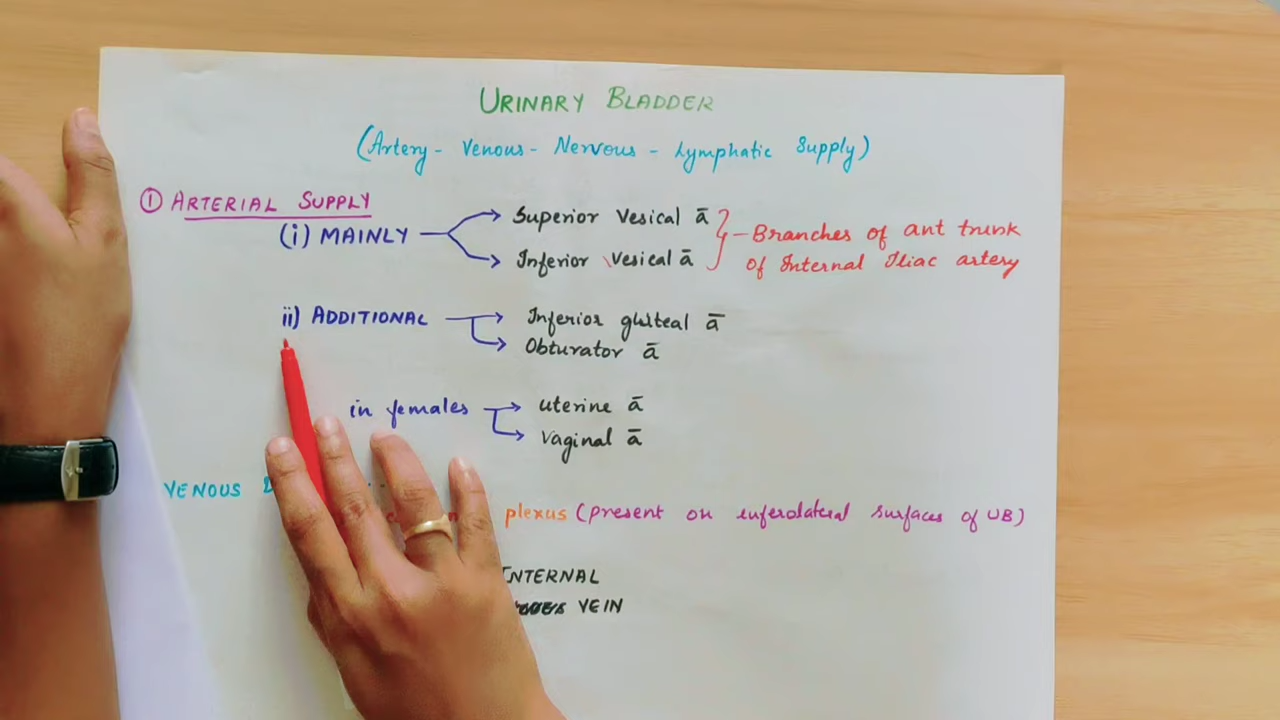 URINARY BLADDER
(Artery - Venous - Nervous - Lymphatic Supply)
① ARTERIAL SUPPLY
(i) MAINLY → Superior Vesical ā } - Branches of ant trunk
→ Inferior Vesical ā of Internal Iliac artery
ii) ADDITIONAL → Inferior gluteal ā
→ Obturator ā
in females → uterine ā
→ Vaginal ā
VENOUS
plexus (present on inferolateral surfaces of UB)
INTERNAL
VEIN